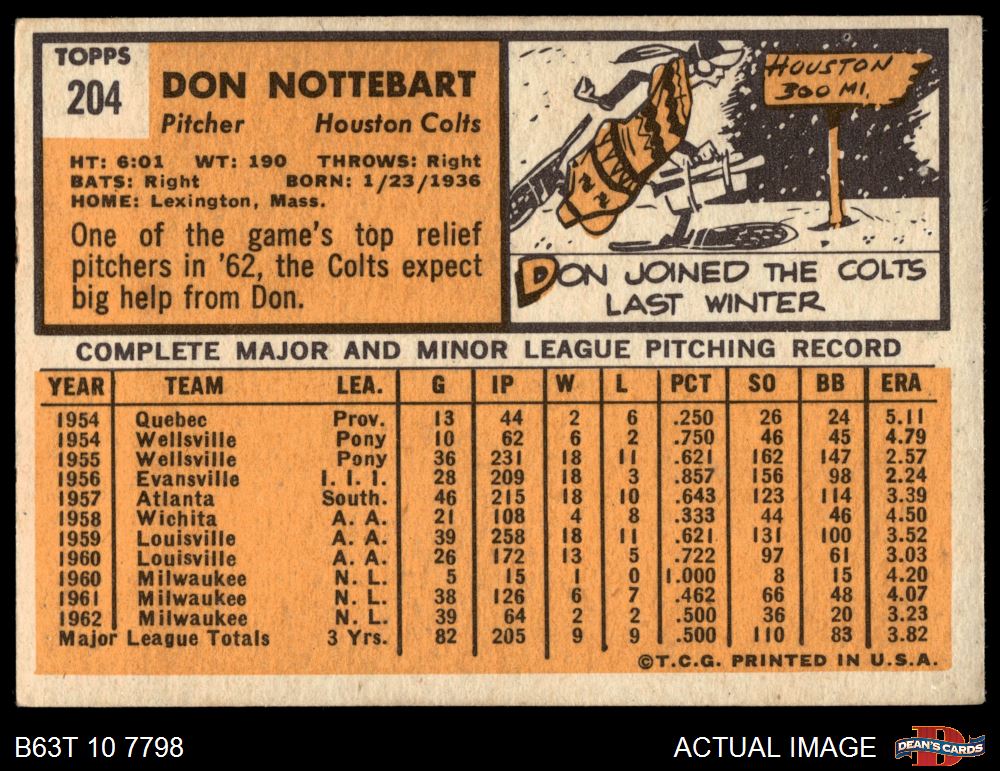 TOPPS
204
DON NOTTEBART
Pitcher Houston Colts
HT: 6:01 WT: 190 THROWS: Right
BATS: Right BORN: 1/23/1936
HOME: Lexington, Mass.
One of the game's top relief
pitchers in '62, the Colts expect
big help from Don.
HOUSTON
300 MI.
DON JOINED THE COLTS
LAST WINTER
COMPLETE MAJOR AND MINOR LEAGUE PITCHING RECORD
YEAR TEAM LEA. G IP W L PCT SO BB ERA
1954 Quebec Prov. 13 44 2 6 .250 26 24 5.11
1954 Wellsville Pony 10 62 6 2 .750 46 45 4.79
1955 Wellsville Pony 36 231 18 11 .621 162 147 2.57
1956 Evansville I. I. I. 28 209 18 3 .857 156 98 2.24
1957 Atlanta South. 46 215 18 10 .643 123 114 3.39
1958 Wichita A. A. 21 108 4 8 .333 44 46 4.50
1959 Louisville A. A. 39 258 18 11 .621 131 100 3.52
1960 Louisville A. A. 26 172 13 5 .722 97 61 3.03
1960 Milwaukee N. L. 5 15 1 0 1.000 8 15 4.20
1961 Milwaukee N. L. 38 126 6 7 .462 66 48 4.07
1962 Milwaukee N. L. 39 64 2 2 .500 36 20 3.23
Major League Totals 3 Yrs. 82 205 9 9 .500 110 83 3.82
©T.C.G. PRINTED IN U.S.A.
B63T 10 7798
ACTUAL IMAGE
D
DEAN'S CARDS